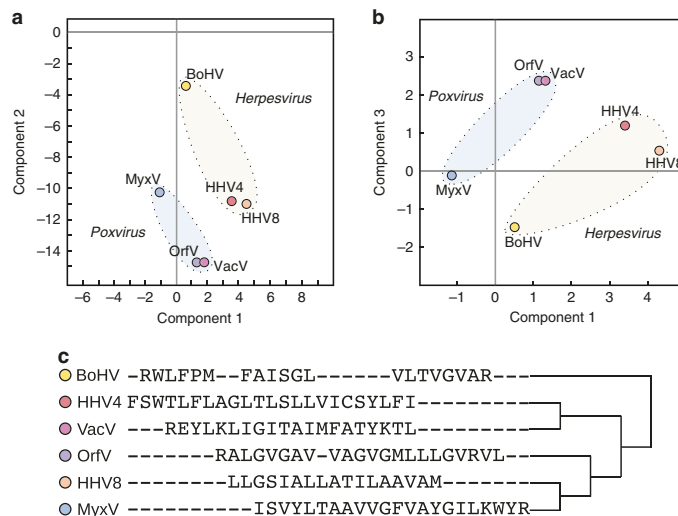 a
0
−2
−4
−6
−8
−10
−12
−14
Component 2
BoHV
Herpesvirus
MyxV
HHV4
HHV8
Poxvirus
OrfV
VacV
−6 −4 −2 0 2 4 6 8
Component 1
b
3
2
1
0
−1
−2
Component 3
OrfV
VacV
Poxvirus
HHV4
HHV8
MyxV
BoHV
Herpesvirus
−1 0 1 2 3 4
Component 1
c
BoHV −RWLFPM−−FAISGL−−−−−−VLTVGVAR−−−
HHV4 FSWTLFLAGLTLSLLVICSYLFI−−−−−−−−−
VacV −−−REYLKLIGITAIMFATYKTL−−−−−−−−−
OrfV −−−−−−−RALGVGAV−VAGVGMLLLGVRVL−−
HHV8 −−−−−−−−LLGSIALLATILAAVAM−−−−−−−
MyxV −−−−−−−−−−ISVYLTAAVVGFVAYGILKWYR